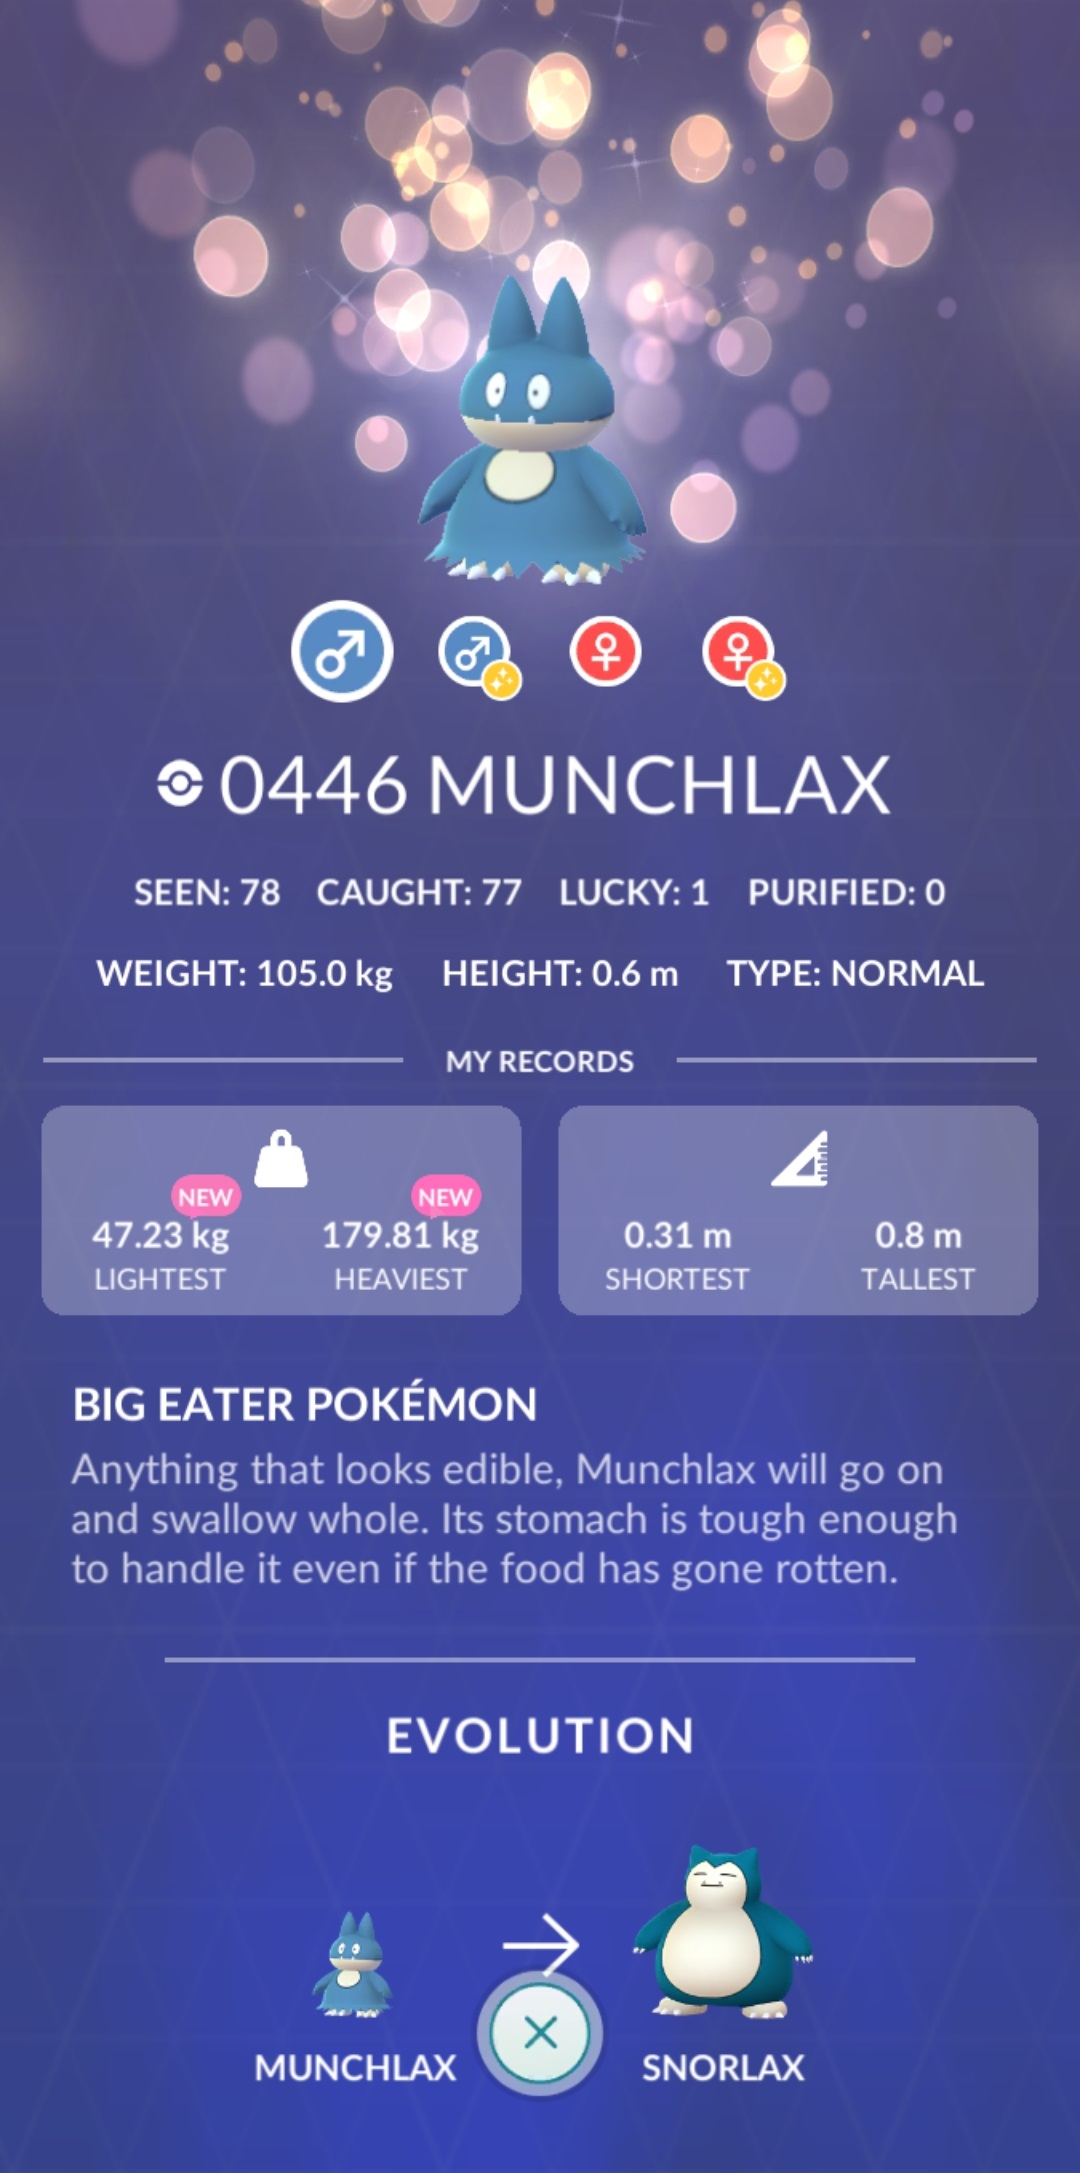 0446 MUNCHLAX
SEEN: 78 CAUGHT: 77 LUCKY: 1 PURIFIED: 0
WEIGHT: 105.0 kg HEIGHT: 0.6 m TYPE: NORMAL
MY RECORDS
NEW NEW
47.23 kg 179.81 kg 0.31 m 0.8 m
LIGHTEST HEAVIEST SHORTEST TALLEST
BIG EATER POKÉMON
Anything that looks edible, Munchlax will go on
and swallow whole. Its stomach is tough enough
to handle it even if the food has gone rotten.
EVOLUTION
MUNCHLAX SNORLAX